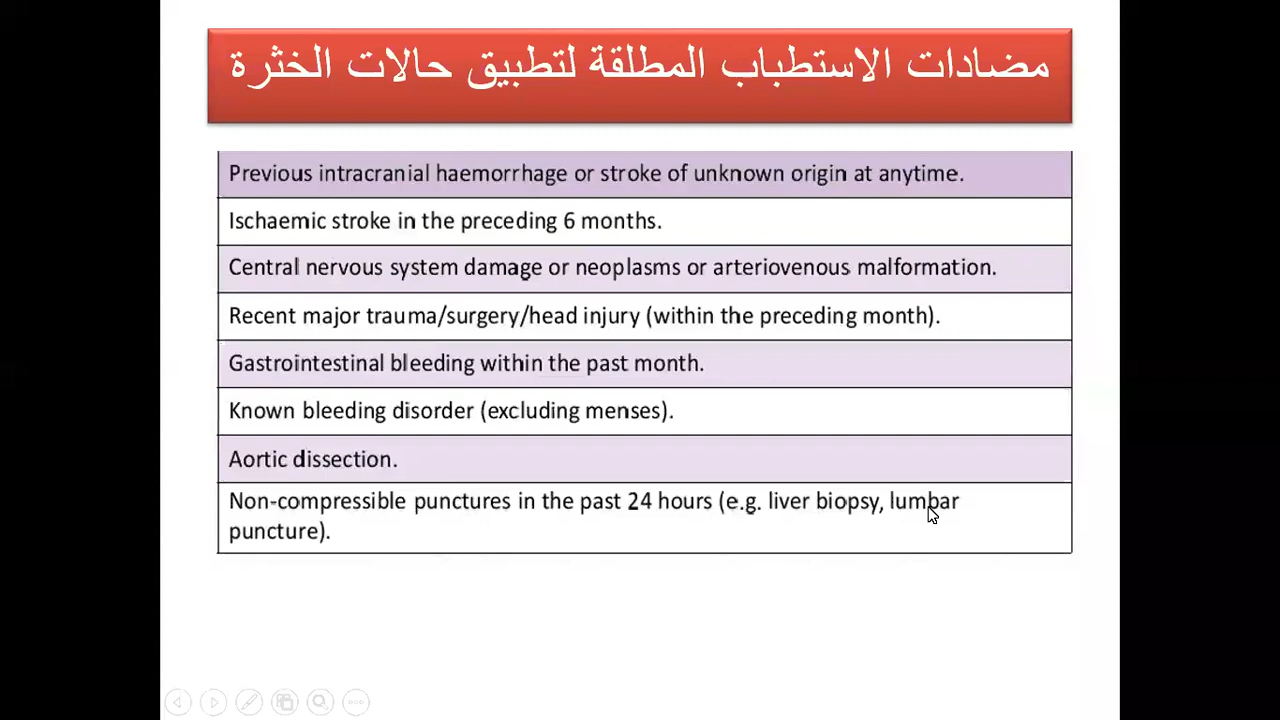 مضادات الاستطباب المطلقة لتطبيق حالات الخثرة
Previous intracranial haemorrhage or stroke of unknown origin at anytime.
Ischaemic stroke in the preceding 6 months.
Central nervous system damage or neoplasms or arteriovenous malformation.
Recent major trauma/surgery/head injury (within the preceding month).
Gastrointestinal bleeding within the past month.
Known bleeding disorder (excluding menses).
Aortic dissection.
Non-compressible punctures in the past 24 hours (e.g. liver biopsy, lumbar
puncture).